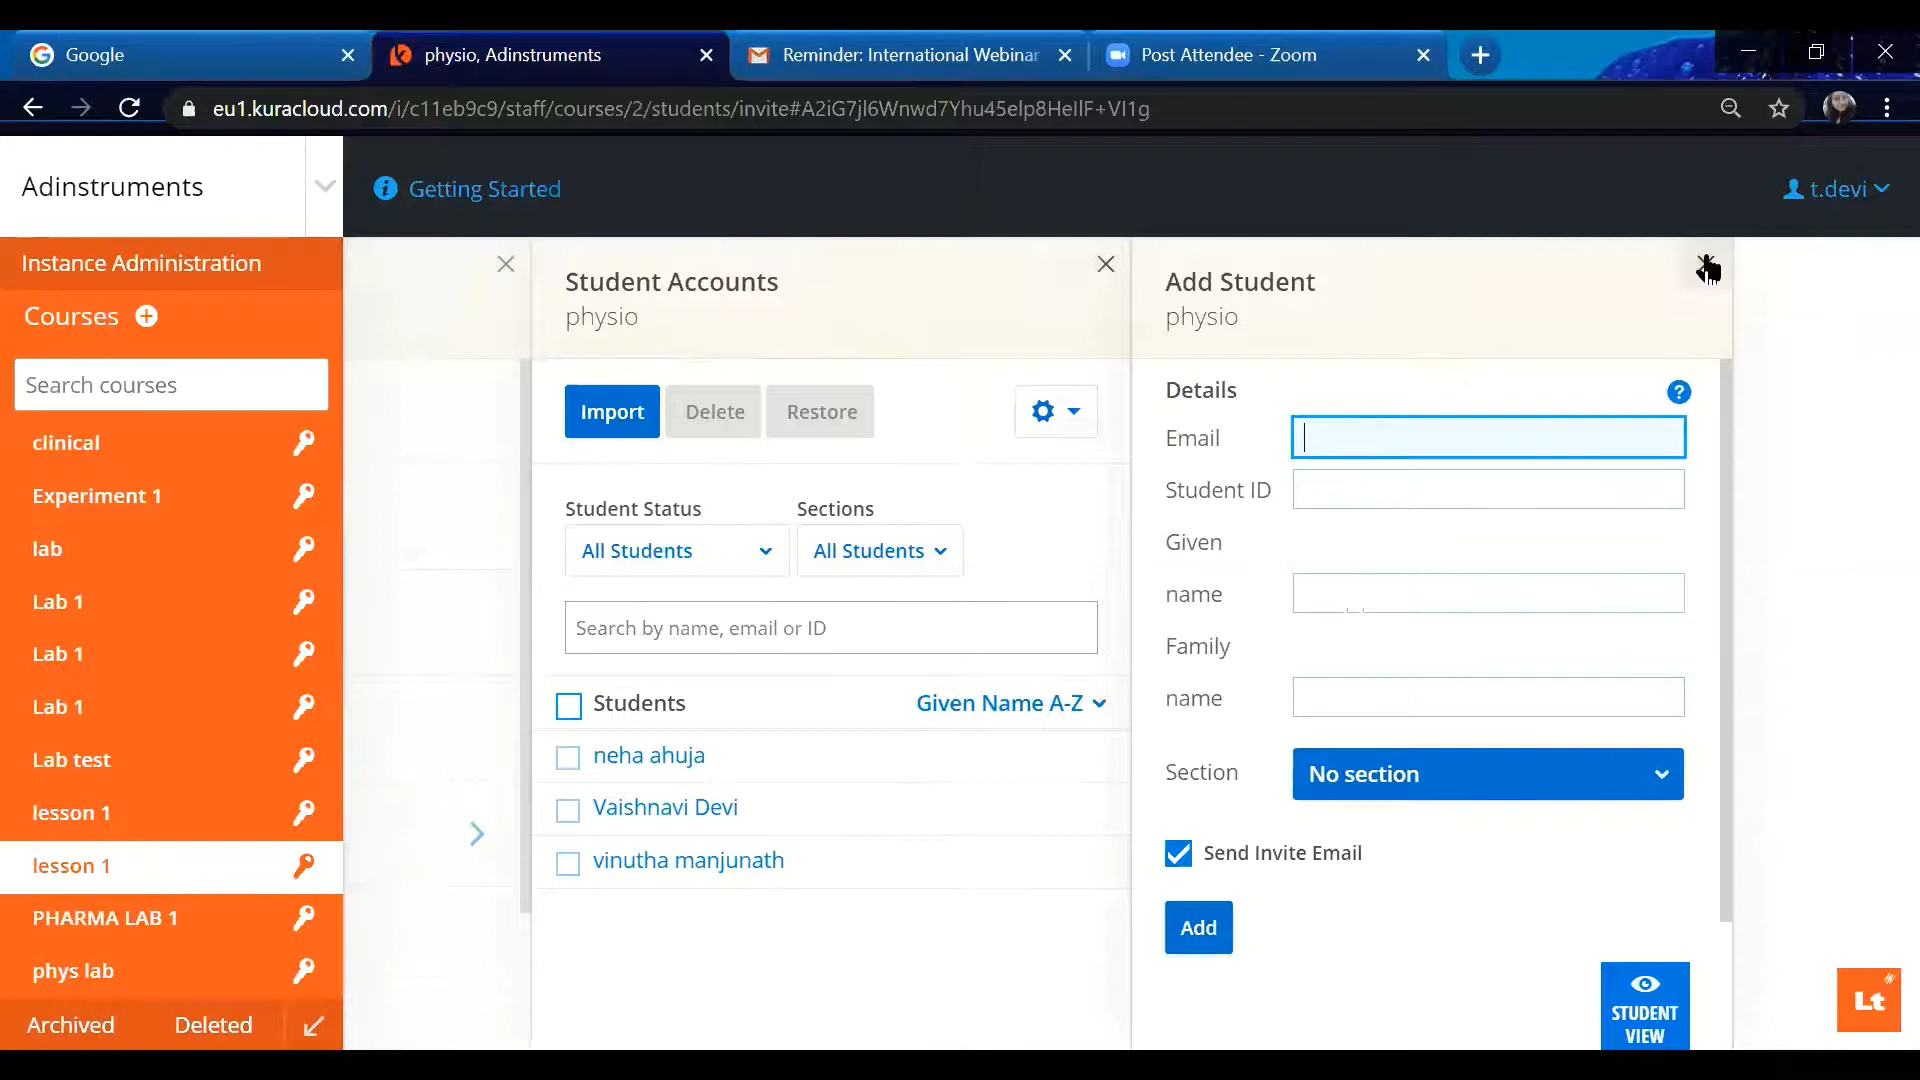 Google
physio, Adinstruments
Reminder: International Webinar
Post Attendee - Zoom
eu1.kuracloud.com/i/c11eb9c9/staff/courses/2/students/invite#A2iG7jl6Wnwd7Yhu45elp8HeIlF+VI1g
Adinstruments
Getting Started
t.devi
Instance Administration
Courses
Search courses
clinical
Experiment 1
lab
Lab 1
Lab 1
Lab 1
Lab test
lesson 1
lesson 1
PHARMA LAB 1
phys lab
Archived
Deleted
Student Accounts
physio
Import
Delete
Restore
Student Status
Sections
All Students
All Students
Search by name, email or ID
Students
Given Name A-Z
neha ahuja
Vaishnavi Devi
vinutha manjunath
Add Student
physio
Details
?
Email
Student ID
Given
name
Family
name
Section
No section
Send Invite Email
Add
STUDENT
VIEW
Lt